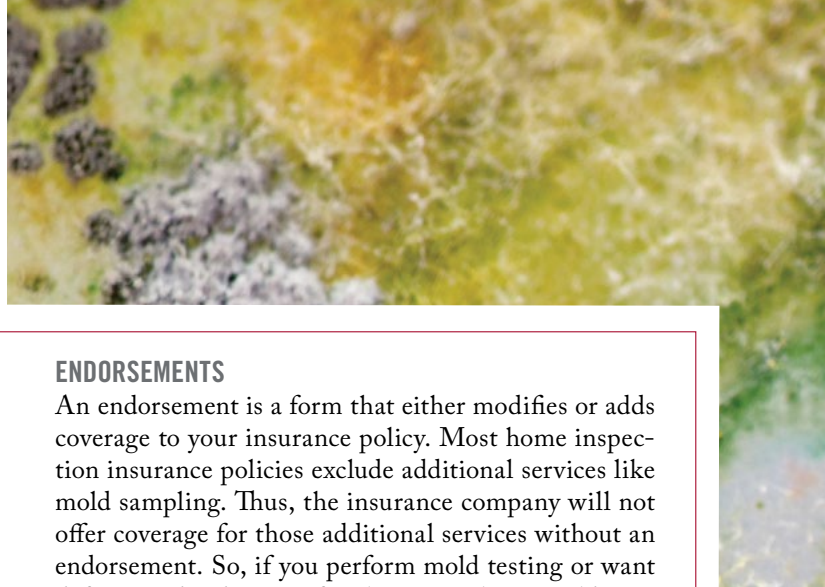 ENDORSEMENTS
An endorsement is a form that either modifies or adds
coverage to your insurance policy. Most home inspec-
tion insurance policies exclude additional services like
mold sampling. Thus, the insurance company will not
offer coverage for those additional services without an
endorsement. So, if you perform mold testing or want